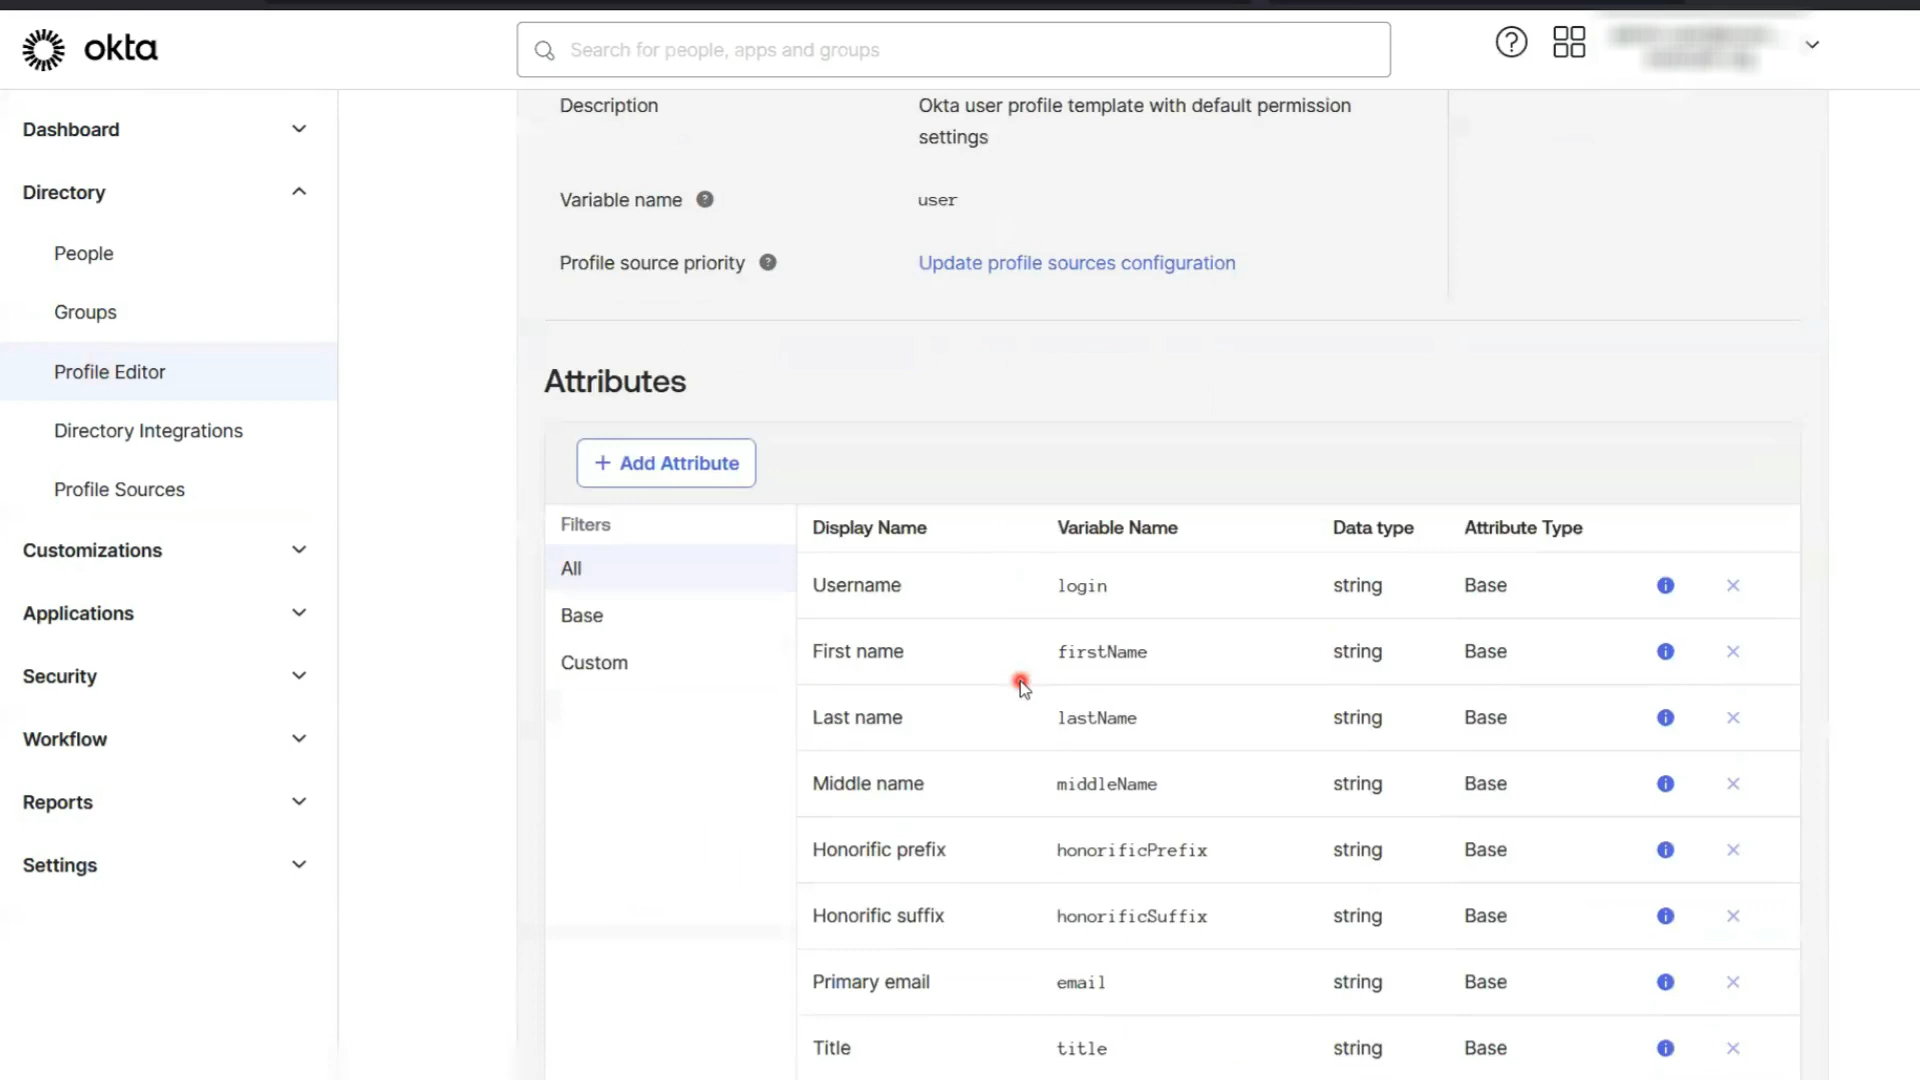 okta
Search for people, apps and groups
Dashboard
Directory
People
Groups
Profile Editor
Directory Integrations
Profile Sources
Customizations
Applications
Security
Workflow
Reports
Settings
Description
Okta user profile template with default permission
settings
Variable name
user
Profile source priority
Update profile sources configuration
Attributes
+ Add Attribute
Filters
All
Base
Custom
Display Name Variable Name Data type Attribute Type
Username login string Base
First name firstName string Base
Last name lastName string Base
Middle name middleName string Base
Honorific prefix honorificPrefix string Base
Honorific suffix honorificSuffix string Base
Primary email email string Base
Title title string Base